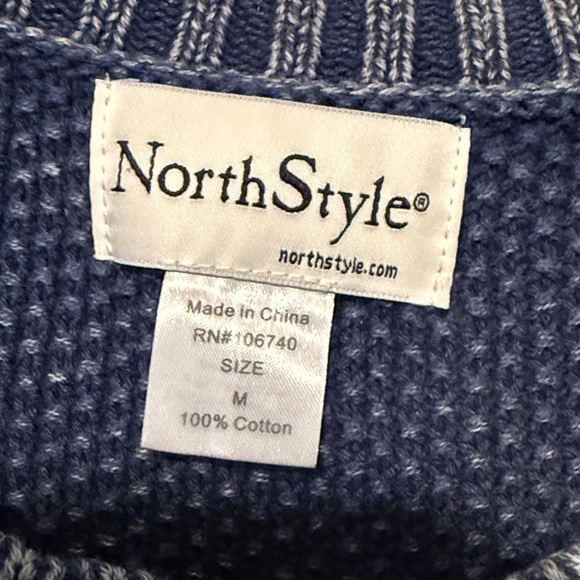 NorthStyle®
northstyle.com
Made in China
RN#106740
SIZE
M
100% Cotton